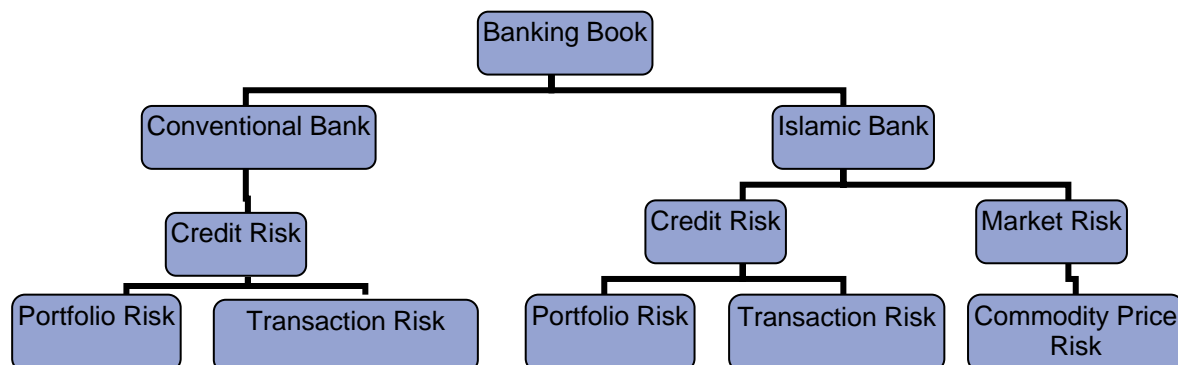 Banking Book
Conventional Bank
Islamic Bank
Credit Risk
Credit Risk
Market Risk
Portfolio Risk
Transaction Risk
Portfolio Risk
Transaction Risk
Commodity Price
Risk